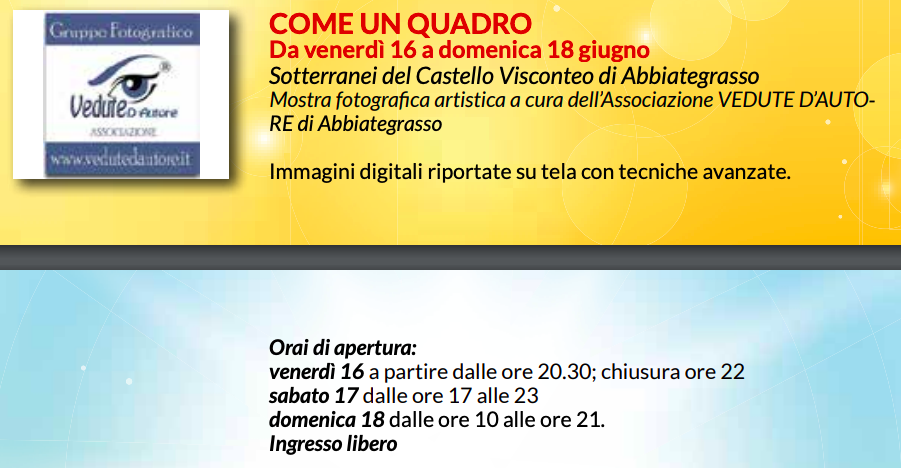 Gruppo Fotografico
Vedute D'Autore ®
ASSOCIAZIONE
www.vedutedautore.it
COME UN QUADRO
Da venerdì 16 a domenica 18 giugno
Sotterranei del Castello Visconteo di Abbiategrasso
Mostra fotografica artistica a cura dell'Associazione VEDUTE D'AUTO-
RE di Abbiategrasso
Immagini digitali riportate su tela con tecniche avanzate.
Orai di apertura:
venerdì 16 a partire dalle ore 20.30; chiusura ore 22
sabato 17 dalle ore 17 alle 23
domenica 18 dalle ore 10 alle ore 21.
Ingresso libero